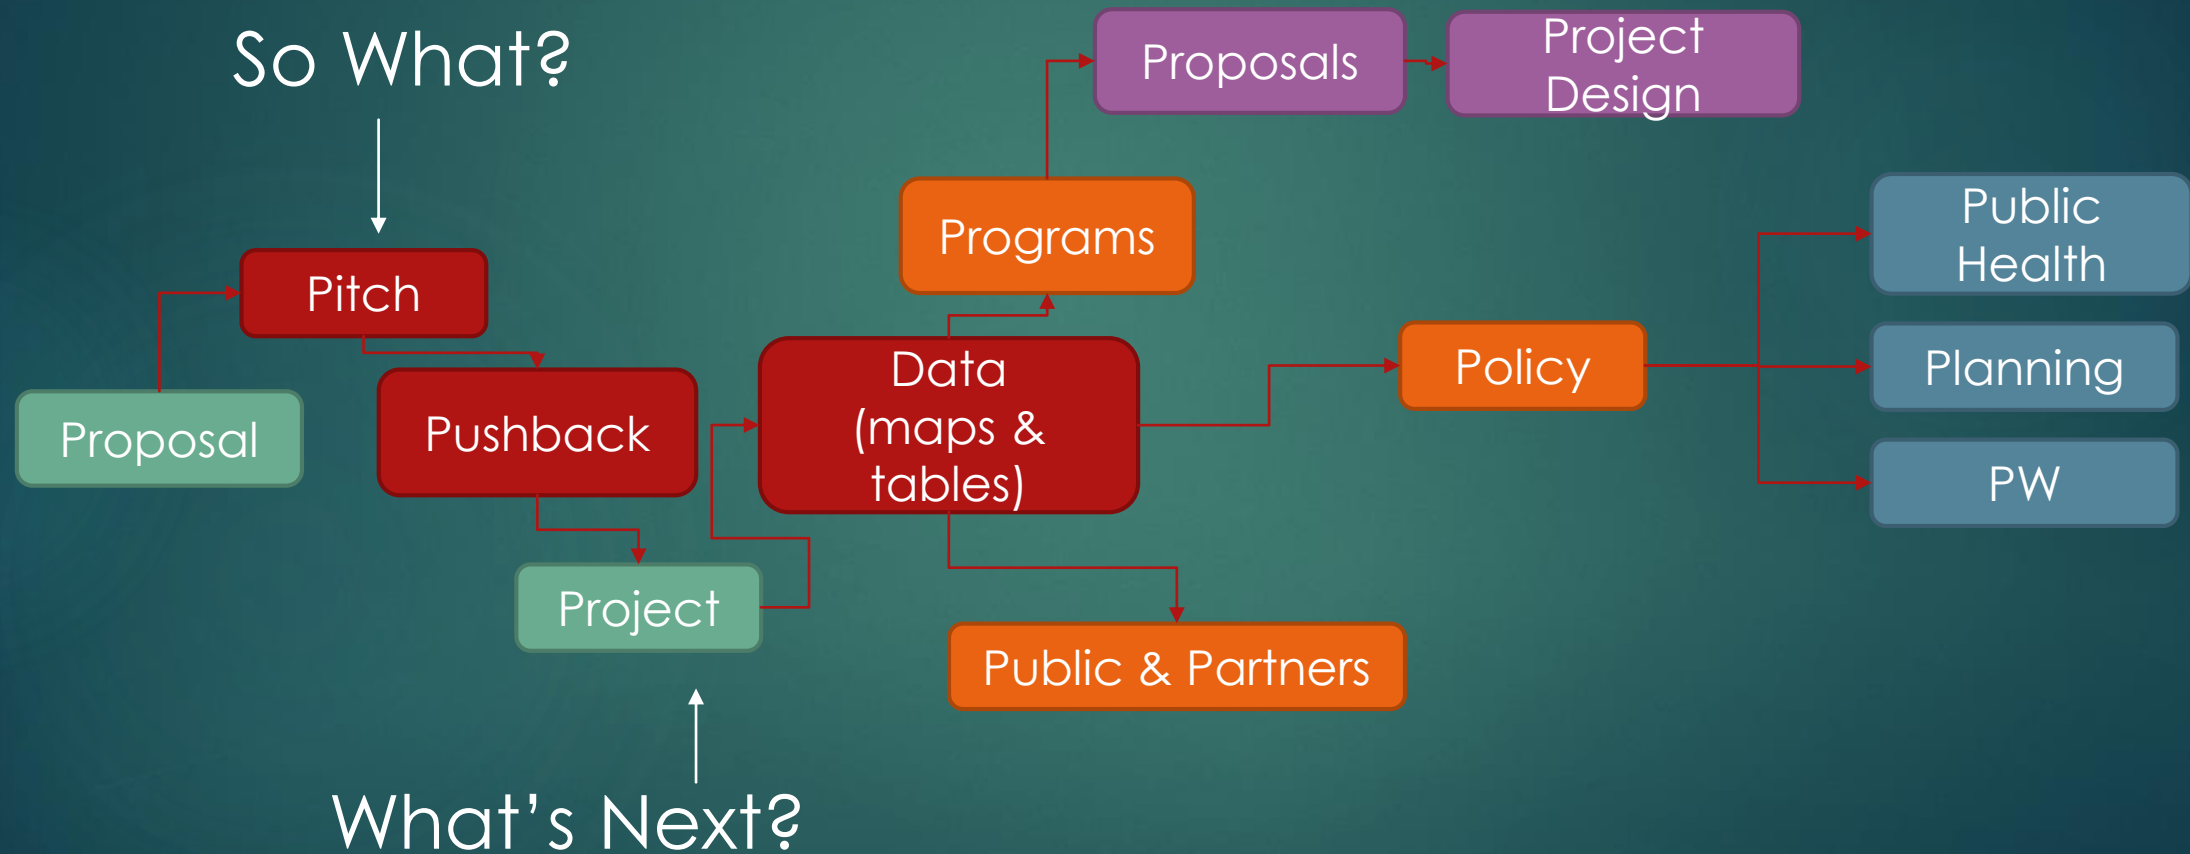 So What?
Proposals
Project
Design
Programs
Public
Health
Pitch
Data
(maps &
tables)
Policy
Planning
Proposal
Pushback
PW
Project
Public & Partners
What’s Next?